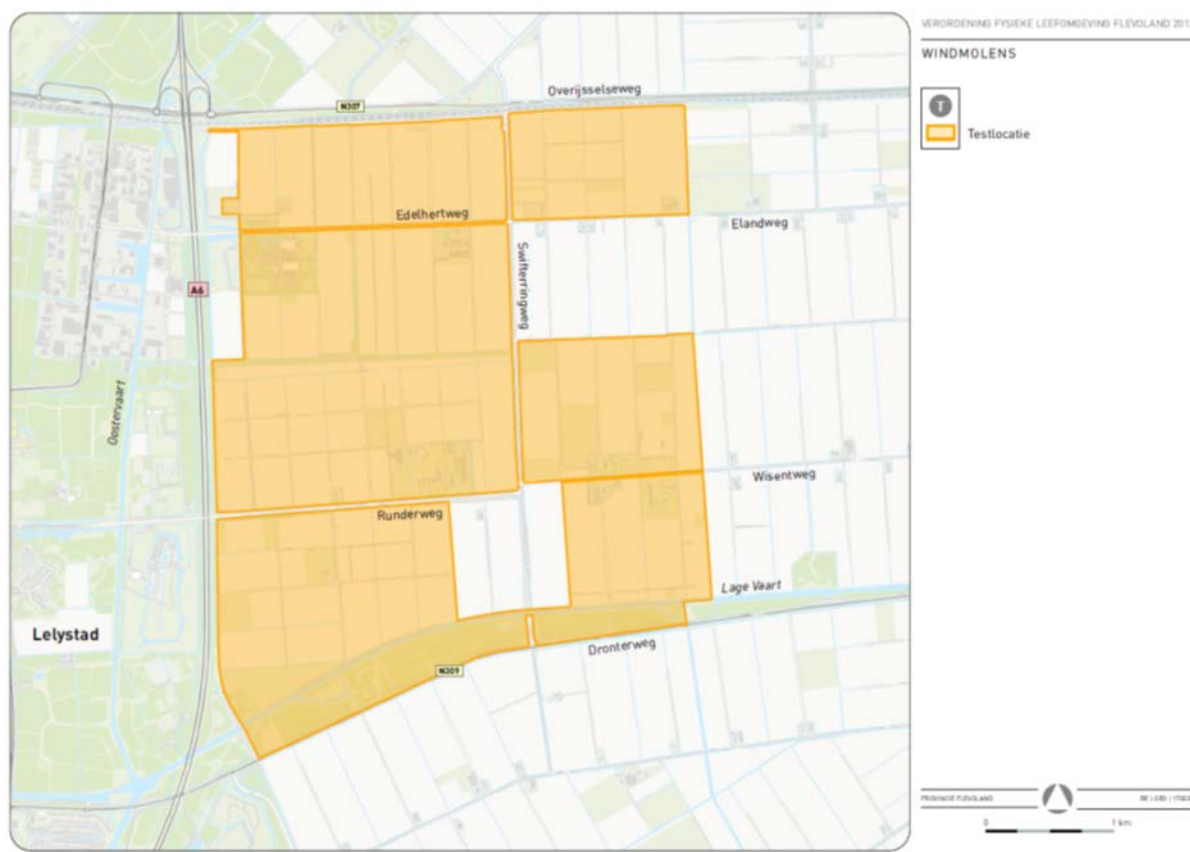 VERORDENING FYSIEKE LEEFOMGEVING FLEVOLAND
WINDMOLENS
T
Testlocatie
Overijsselseweg
N307
Edelhertweg
Elandweg
Swifterringweg
A6
Oostervaart
Wisentweg
Runderweg
Lage Vaart
Lelystad
Dronterweg
N309
PROVINCIE FLEVOLAND
0 1 km